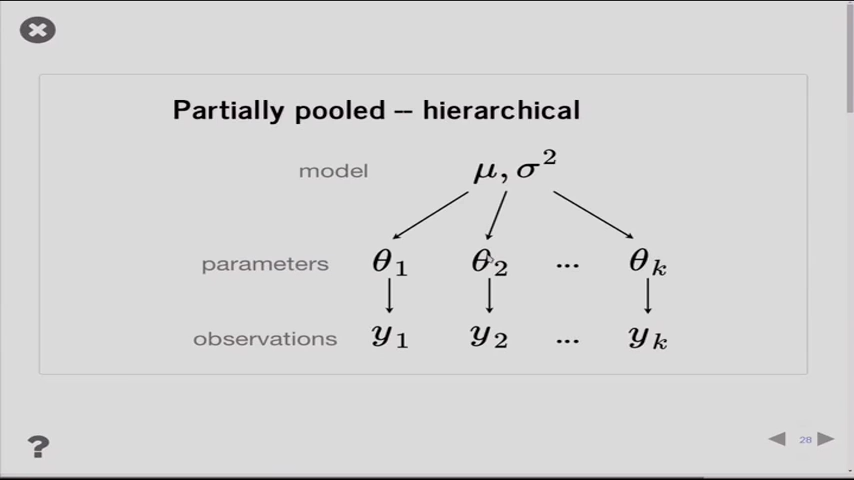 Partially pooled -- hierarchical
model μ, σ²
parameters θ₁ θ₂ ... θₖ
observations y₁ y₂ ... yₖ
?
28